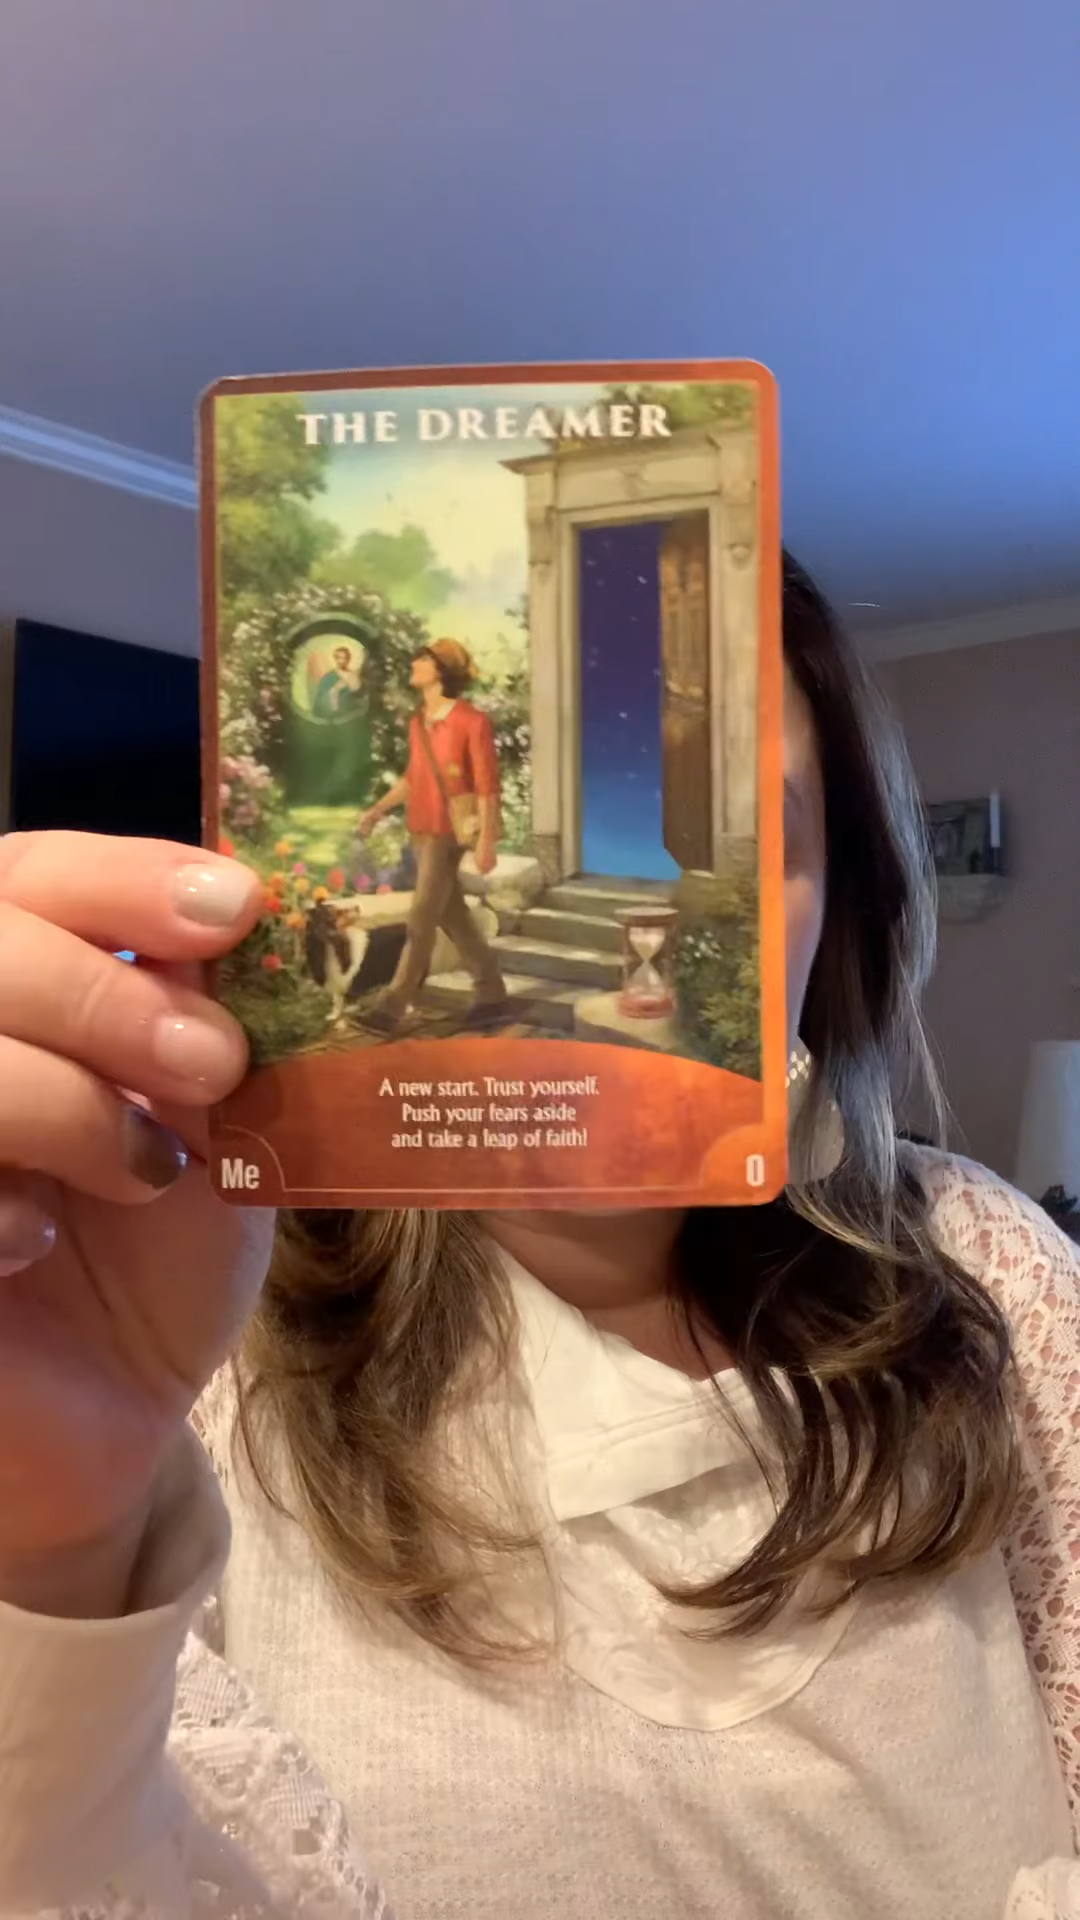 THE DREAMER
A new start. Trust yourself.
Push your fears aside
and take a leap of faith!
Me
0